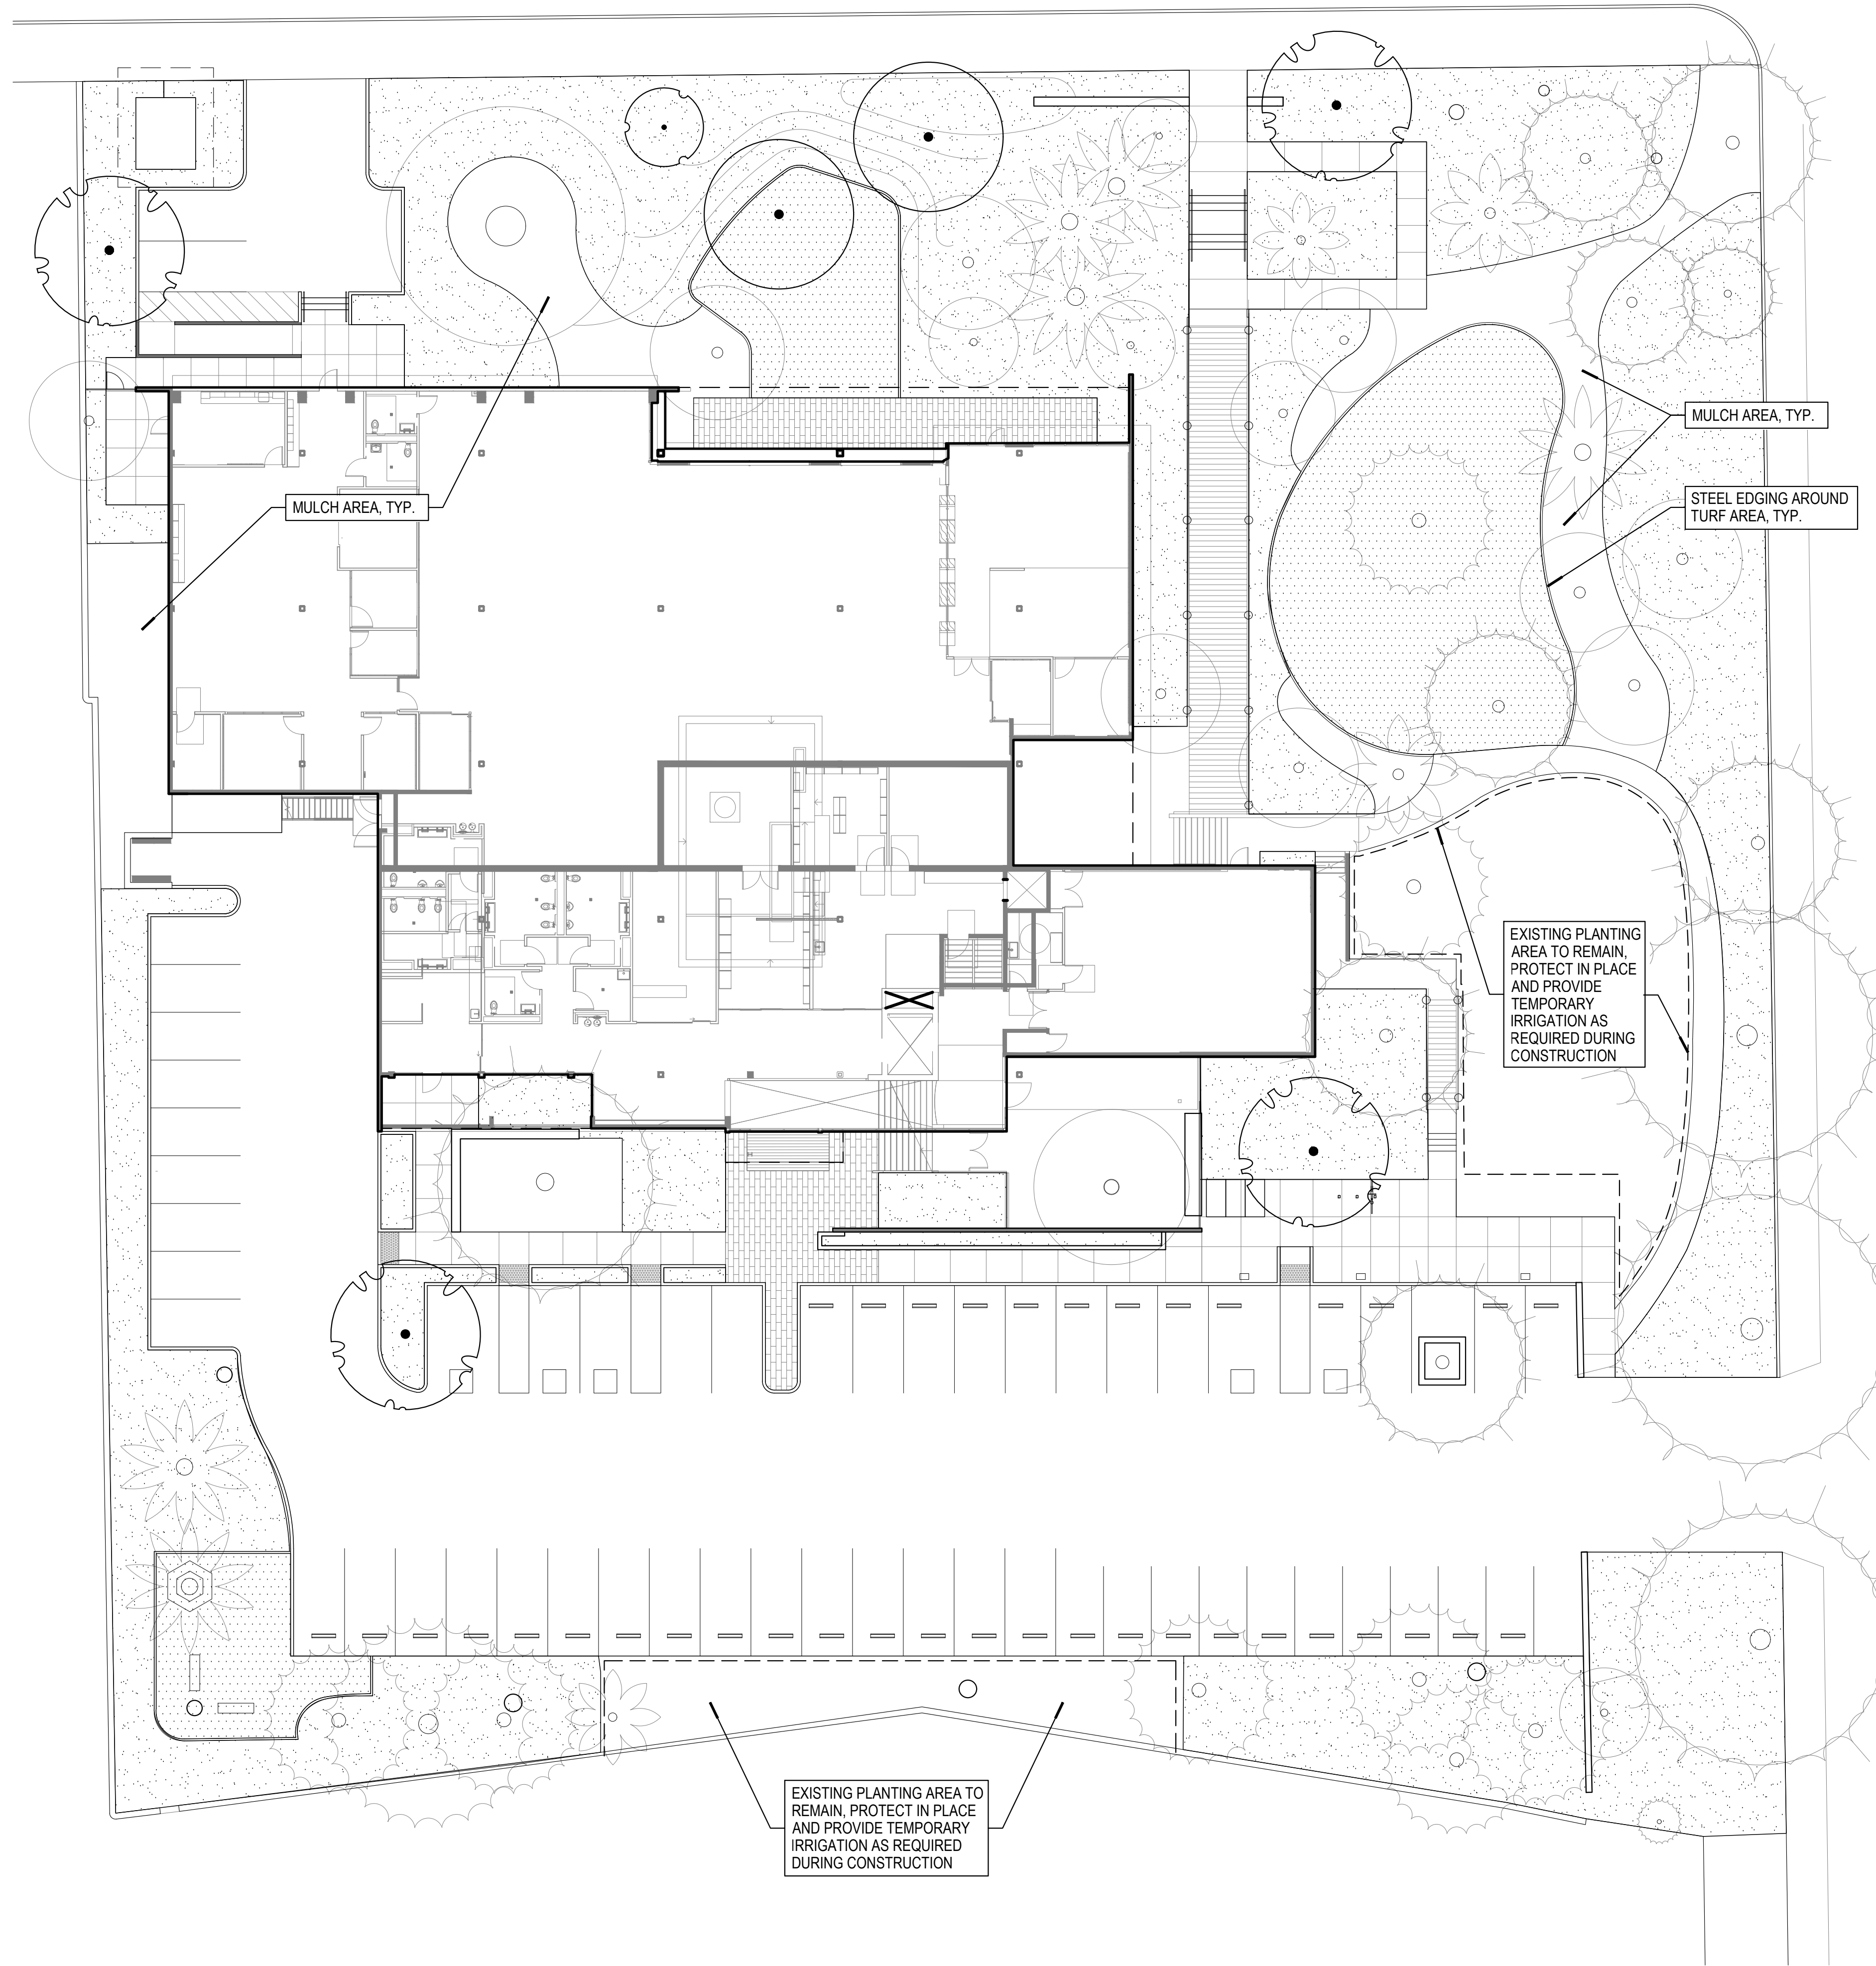 MULCH AREA, TYP.
STEEL EDGING AROUND
TURF AREA, TYP.
MULCH AREA, TYP.
EXISTING PLANTING
AREA TO REMAIN,
PROTECT IN PLACE
AND PROVIDE
TEMPORARY
IRRIGATION AS
REQUIRED DURING
CONSTRUCTION
EXISTING PLANTING AREA TO
REMAIN, PROTECT IN PLACE
AND PROVIDE TEMPORARY
IRRIGATION AS REQUIRED
DURING CONSTRUCTION